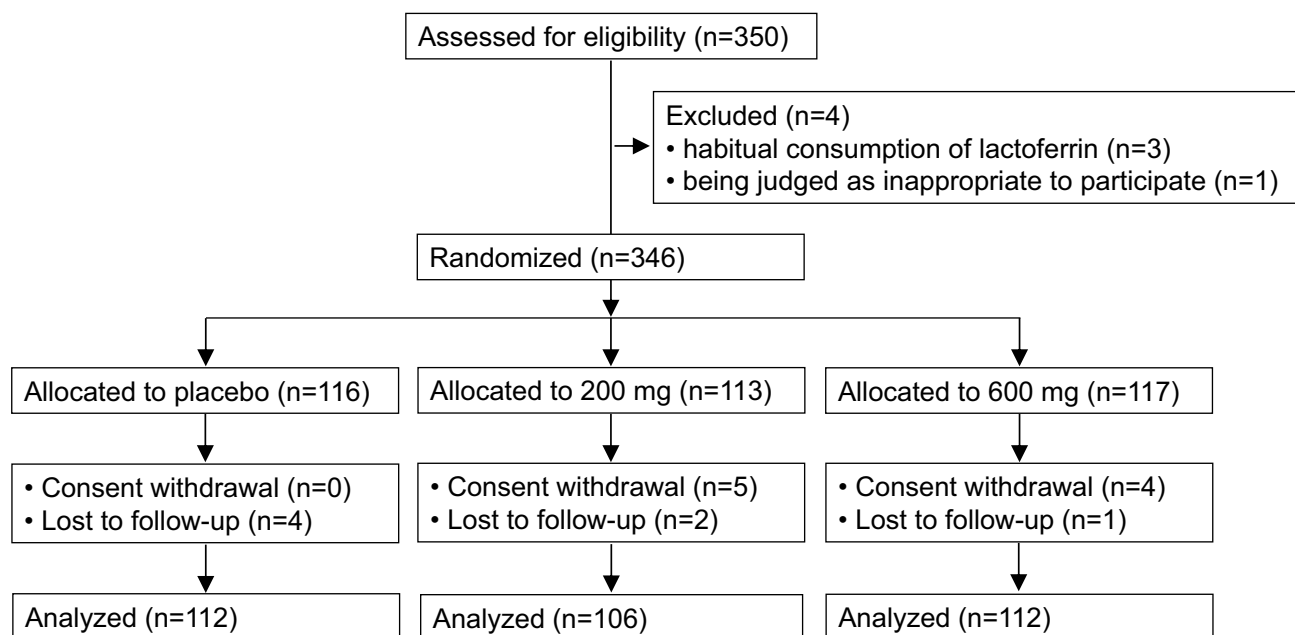 Assessed for eligibility (n=350)
Excluded (n=4)
• habitual consumption of lactoferrin (n=3)
• being judged as inappropriate to participate (n=1)
Randomized (n=346)
Allocated to placebo (n=116)
Allocated to 200 mg (n=113)
Allocated to 600 mg (n=117)
• Consent withdrawal (n=0)
• Lost to follow-up (n=4)
• Consent withdrawal (n=5)
• Lost to follow-up (n=2)
• Consent withdrawal (n=4)
• Lost to follow-up (n=1)
Analyzed (n=112)
Analyzed (n=106)
Analyzed (n=112)